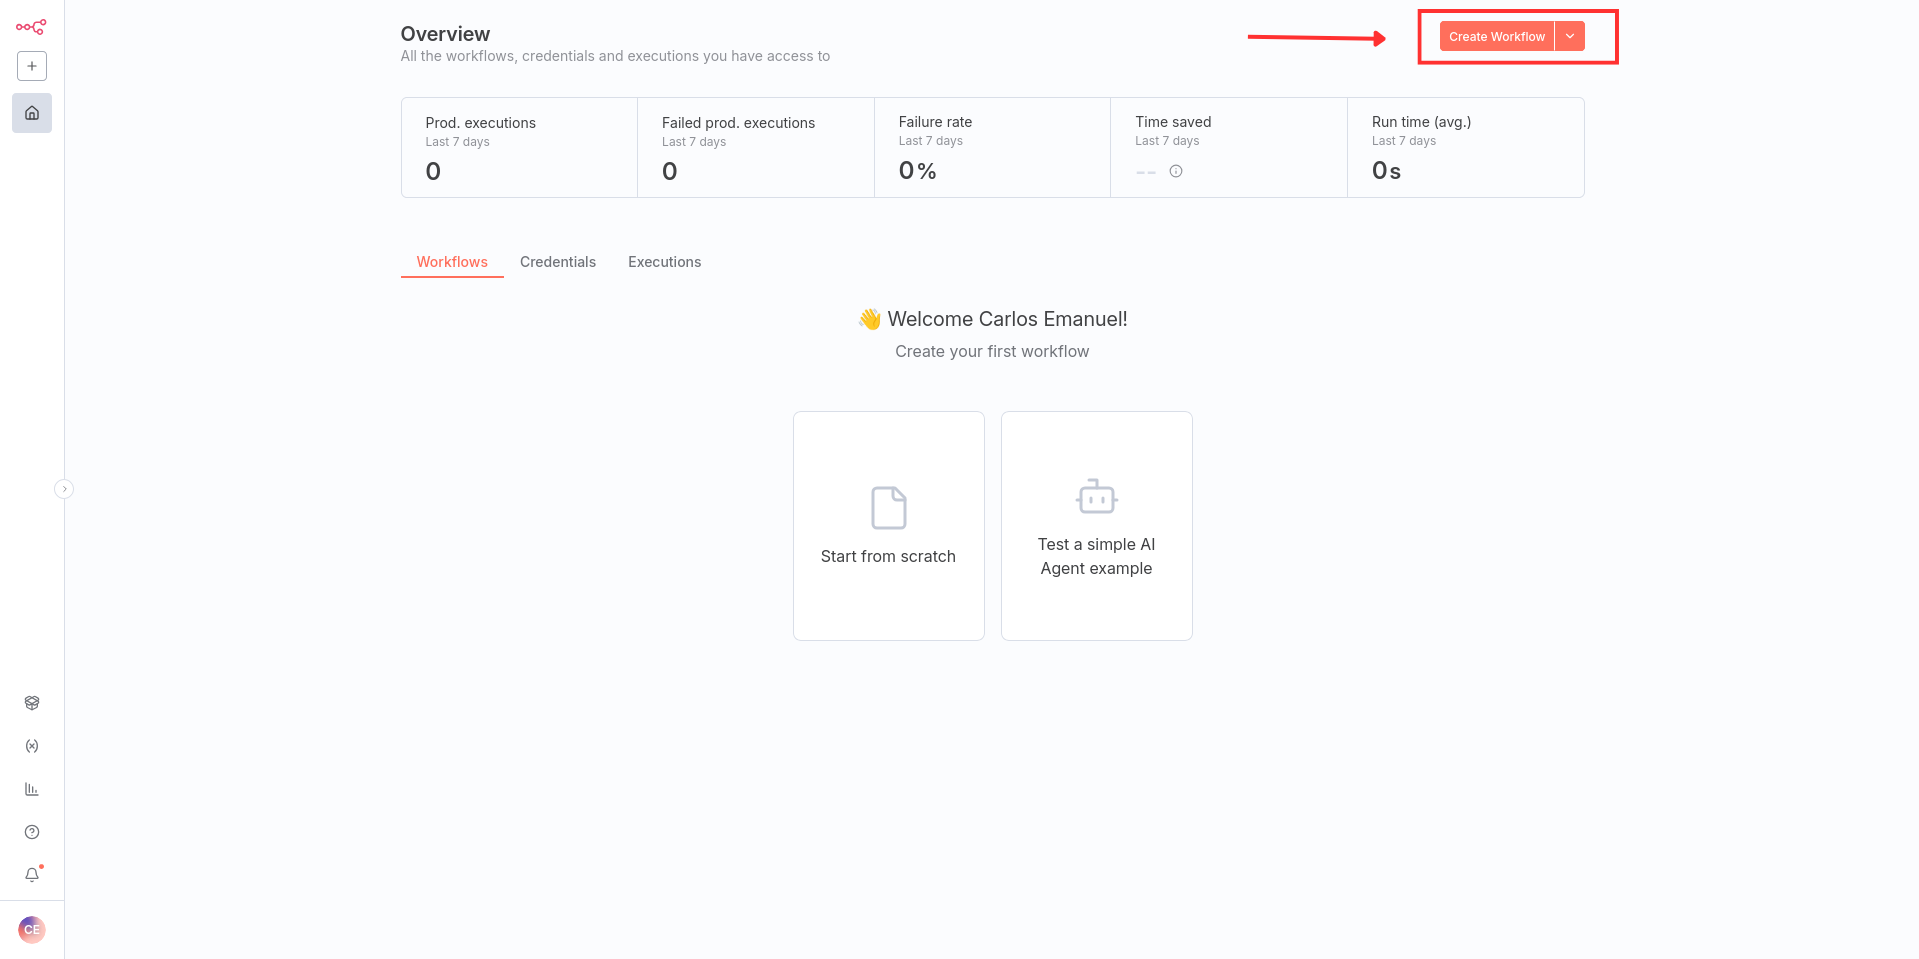 Overview
All the workflows, credentials and executions you have access to
Create Workflow
Prod. executions
Last 7 days
0
Failed prod. executions
Last 7 days
0
Failure rate
Last 7 days
0%
Time saved
Last 7 days
--
Run time (avg.)
Last 7 days
0s
Workflows
Credentials
Executions
👋 Welcome Carlos Emanuel!
Create your first workflow
Start from scratch
Test a simple AI
Agent example
CE